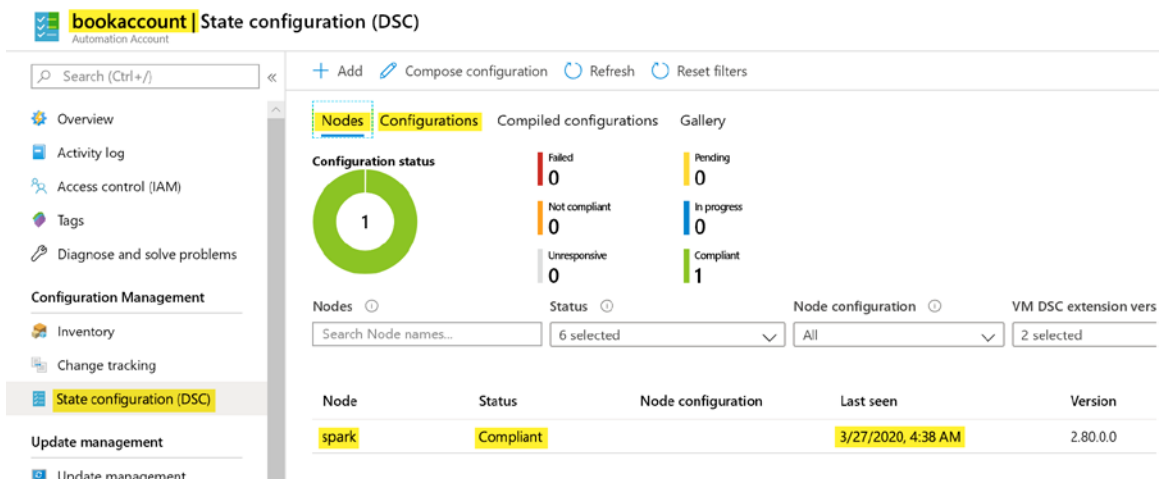 bookaccount | State configuration (DSC)
Automation Account
Search (Ctrl+/)
«
Overview
Activity log
Access control (IAM)
Tags
Diagnose and solve problems
Configuration Management
Inventory
Change tracking
State configuration (DSC)
Update management
Update management
+ Add Compose configuration Refresh Reset filters
Nodes Configurations Compiled configurations Gallery
Configuration status
1
Failed
0
Pending
0
Not compliant
0
In progress
0
Unresponsive
0
Compliant
1
Nodes Status Node configuration VM DSC extension vers
Search Node names... 6 selected All 2 selected
Node Status Node configuration Last seen Version
spark Compliant 3/27/2020, 4:38 AM 2.80.0.0